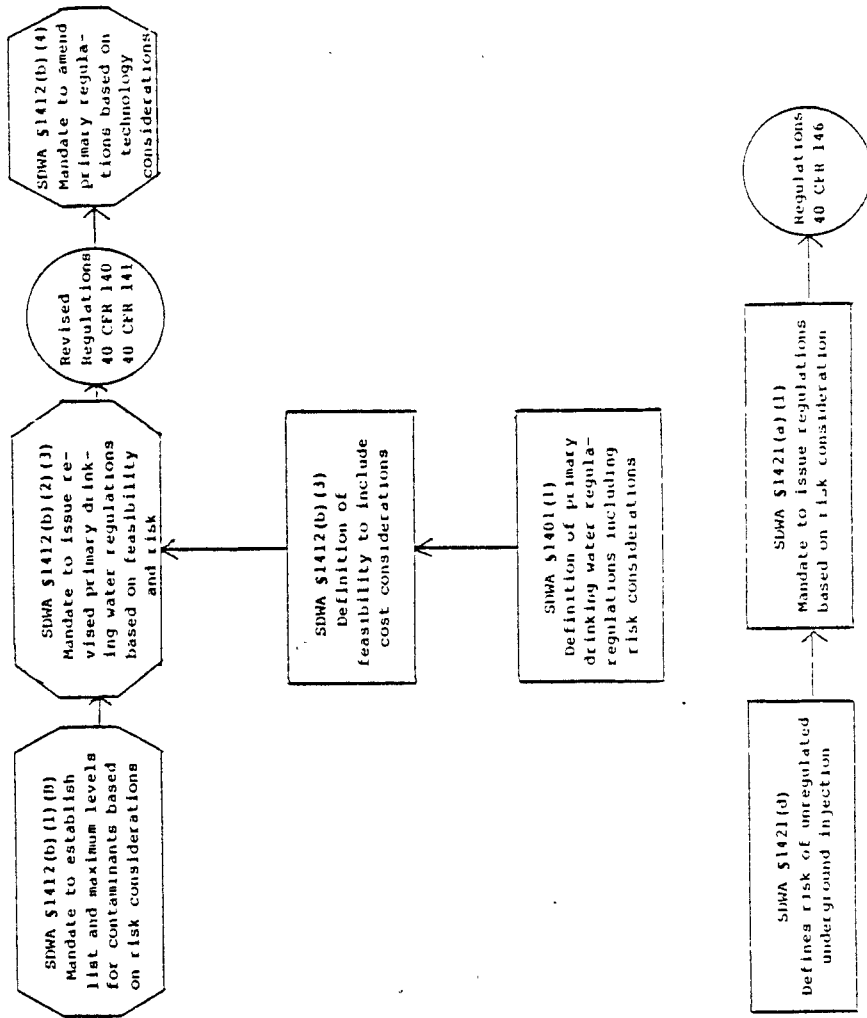 SDWA §1412(b)(1)(B)
Mandate to establish
list and maximum levels
for contaminants based
on risk considerations
SDWA §1412(b)(2)(3)
Mandate to issue re-
vised primary drink-
ing water regulations
based on feasibility
and risk
Revised
Regulations
40 CFR 140
40 CFR 141
SDWA §1412(b)(4)
Mandate to amend
primary regula-
tions based on
technology
considerations
SDWA §1412(b)(3)
Definition of
feasibility to include
cost considerations
SDWA §1401(1)
Definition of primary
drinking water regula-
regulations including
risk considerations
SDWA §1421(d)
Defines risk of unregulated
underground injection
SDWA §1421(a)(1)
Mandate to issue regulations
based on risk consideration
Regulations
40 CFR 146